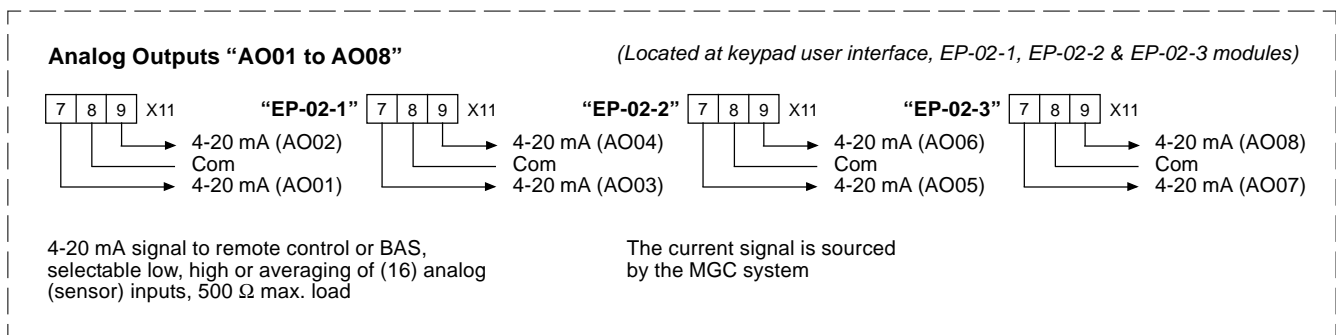 Analog Outputs “AO01 to AO08” (Located at keypad user interface, EP-02-1, EP-02-2 & EP-02-3 modules)
7 8 9 X11 “EP-02-1” 7 8 9 X11 “EP-02-2” 7 8 9 X11 “EP-02-3” 7 8 9 X11
4-20 mA (AO02) 4-20 mA (AO04) 4-20 mA (AO06) 4-20 mA (AO08)
Com Com Com Com
4-20 mA (AO01) 4-20 mA (AO03) 4-20 mA (AO05) 4-20 mA (AO07)
4-20 mA signal to remote control or BAS,
selectable low, high or averaging of (16) analog
(sensor) inputs, 500 Ω max. load
The current signal is sourced
by the MGC system